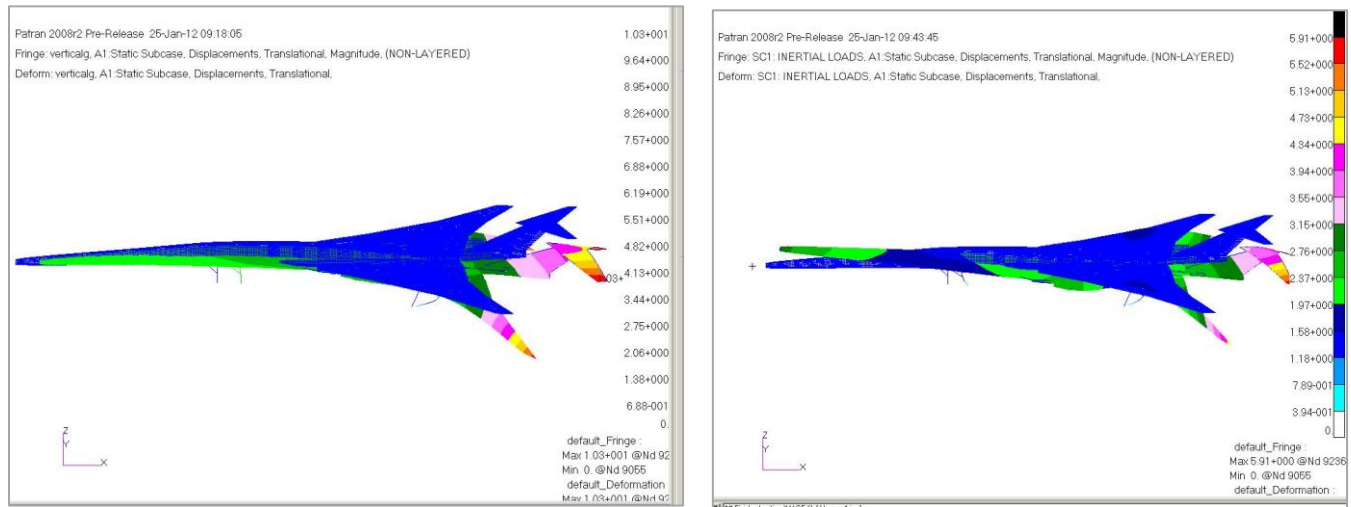 Patran 2008r2 Pre-Release 25-Jan-12 09:18:05
Fringe: verticalg, A1:Static Subcase, Displacements, Translational, Magnitude, (NON-LAYERED)
Deform: verticalg, A1:Static Subcase, Displacements, Translational,
1.03+001
9.64+000
8.95+000
8.26+000
7.57+000
6.88+000
6.19+000
5.51+000
4.82+000
4.13+000
3.44+000
2.75+000
2.06+000
1.38+000
6.88-001
0.
03+
Z
Y
X
default_Fringe :
Max 1.03+001 @Nd 92
Min 0. @Nd 9055
default_Deformation
Max 1.03+001 @Nd 92
Patran 2008r2 Pre-Release 25-Jan-12 09:43:45
Fringe: SC1: INERTIAL LOADS, A1:Static Subcase, Displacements, Translational, Magnitude, (NON-LAYERED)
Deform: SC1: INERTIAL LOADS, A1:Static Subcase, Displacements, Translational,
5.91+000
5.52+000
5.13+000
4.73+000
4.34+000
3.94+000
3.55+000
3.15+000
2.76+000
2.37+000
1.97+000
1.58+000
1.18+000
7.89-001
3.94-001
0.
Z
Y
X
default_Fringe :
Max 5.91+000 @Nd 9236
Min 0. @Nd 9055
default_Deformation :